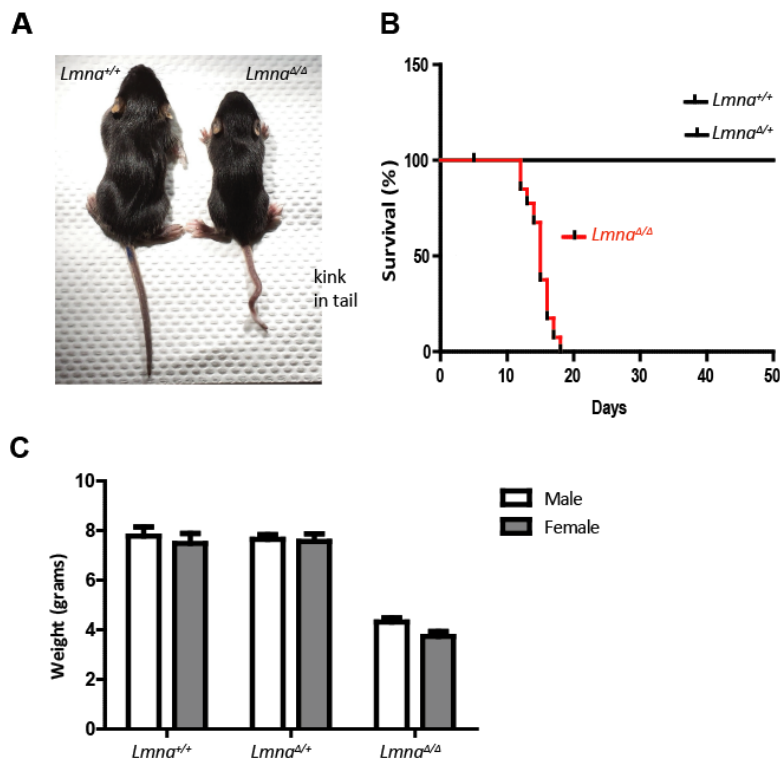 A
Lmna+/+
LmnaΔ/Δ
kink
in tail
B
150
100
50
0
Survival (%)
0 10 20 30 40 50
Days
Lmna+/+
LmnaΔ/+
LmnaΔ/Δ
C
10
8
6
4
2
0
Weight (grams)
Lmna+/+ LmnaΔ/+ LmnaΔ/Δ
Male
Female